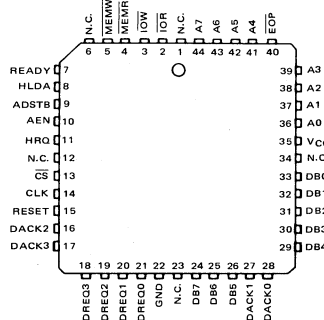 N.C. MEMW MEMR IOW IOR N.C. A7 A6 A5 A4 EOP
6 5 4 3 2 1 44 43 42 41 40
READY 7
HLDA 8
ADSTB 9
AEN 10
HRQ 11
N.C. 12
CS 13
CLK 14
RESET 15
DACK2 16
DACK3 17
39 A3
38 A2
37 A1
36 A0
35 VCC
34 N.C
33 DB0
32 DB1
31 DB2
30 DB3
29 DB4
18 19 20 21 22 23 24 25 26 27 28
DREQ3 DREQ2 DREQ1 DREQ0 GND N.C. DB7 DB6 DB5 DACK1 DACK0